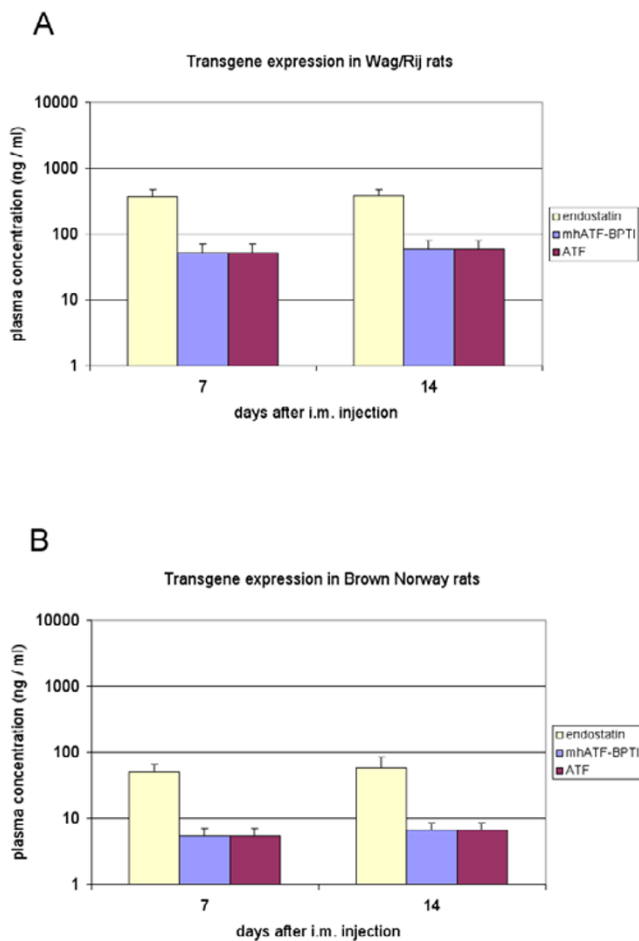 A
Transgene expression in Wag/Rij rats
10000
1000
100
10
1
plasma concentration (ng / ml)
7
14
days after i.m. injection
endostatin
mhATF-BPTI
ATF
B
Transgene expression in Brown Norway rats
10000
1000
100
10
1
plasma concentration (ng / ml)
7
14
days after i.m. injection
endostatin
mhATF-BPTI
ATF